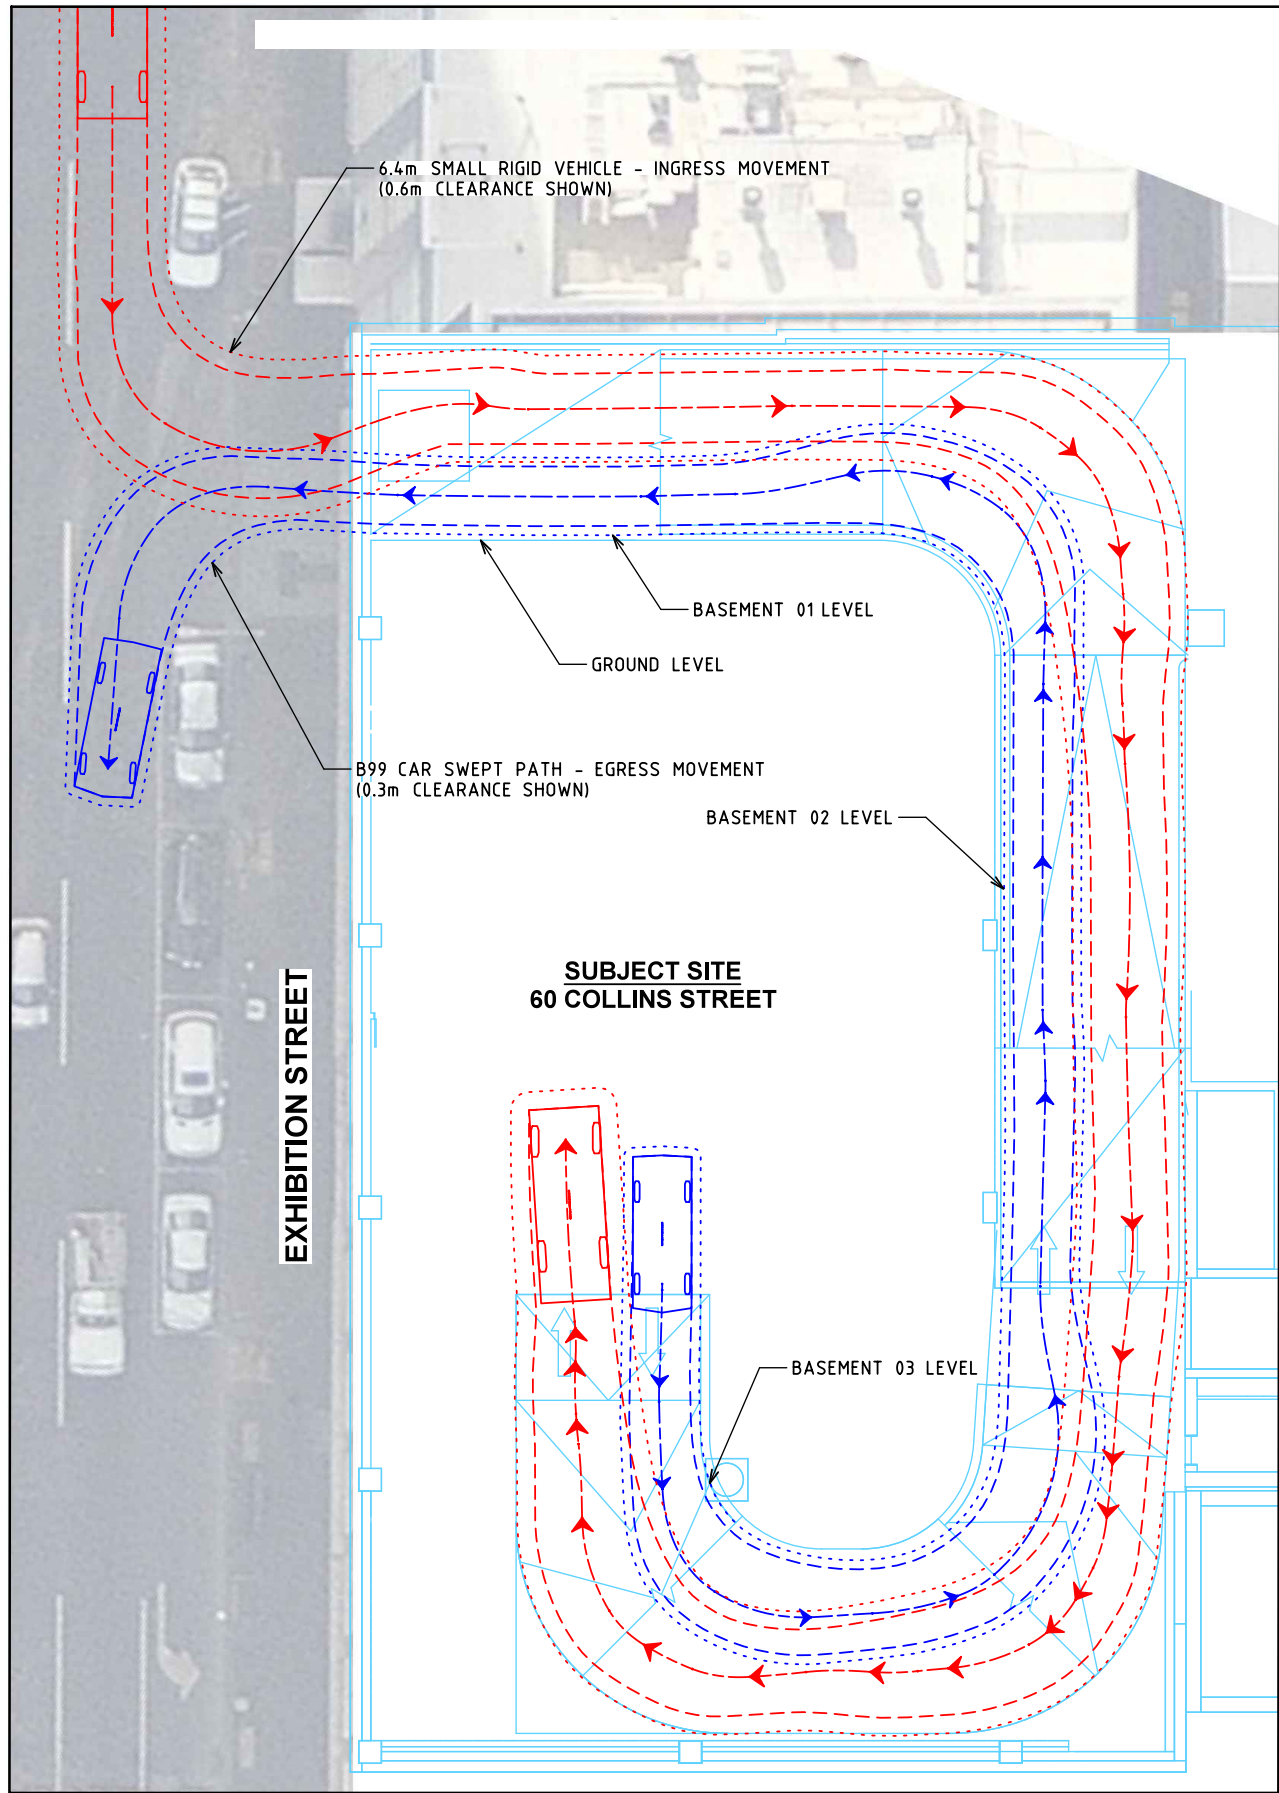 6.4m SMALL RIGID VEHICLE - INGRESS MOVEMENT
(0.6m CLEARANCE SHOWN)
BASEMENT 01 LEVEL
GROUND LEVEL
B99 CAR SWEPT PATH - EGRESS MOVEMENT
(0.3m CLEARANCE SHOWN)
BASEMENT 02 LEVEL
SUBJECT SITE
60 COLLINS STREET
EXHIBITION STREET
BASEMENT 03 LEVEL